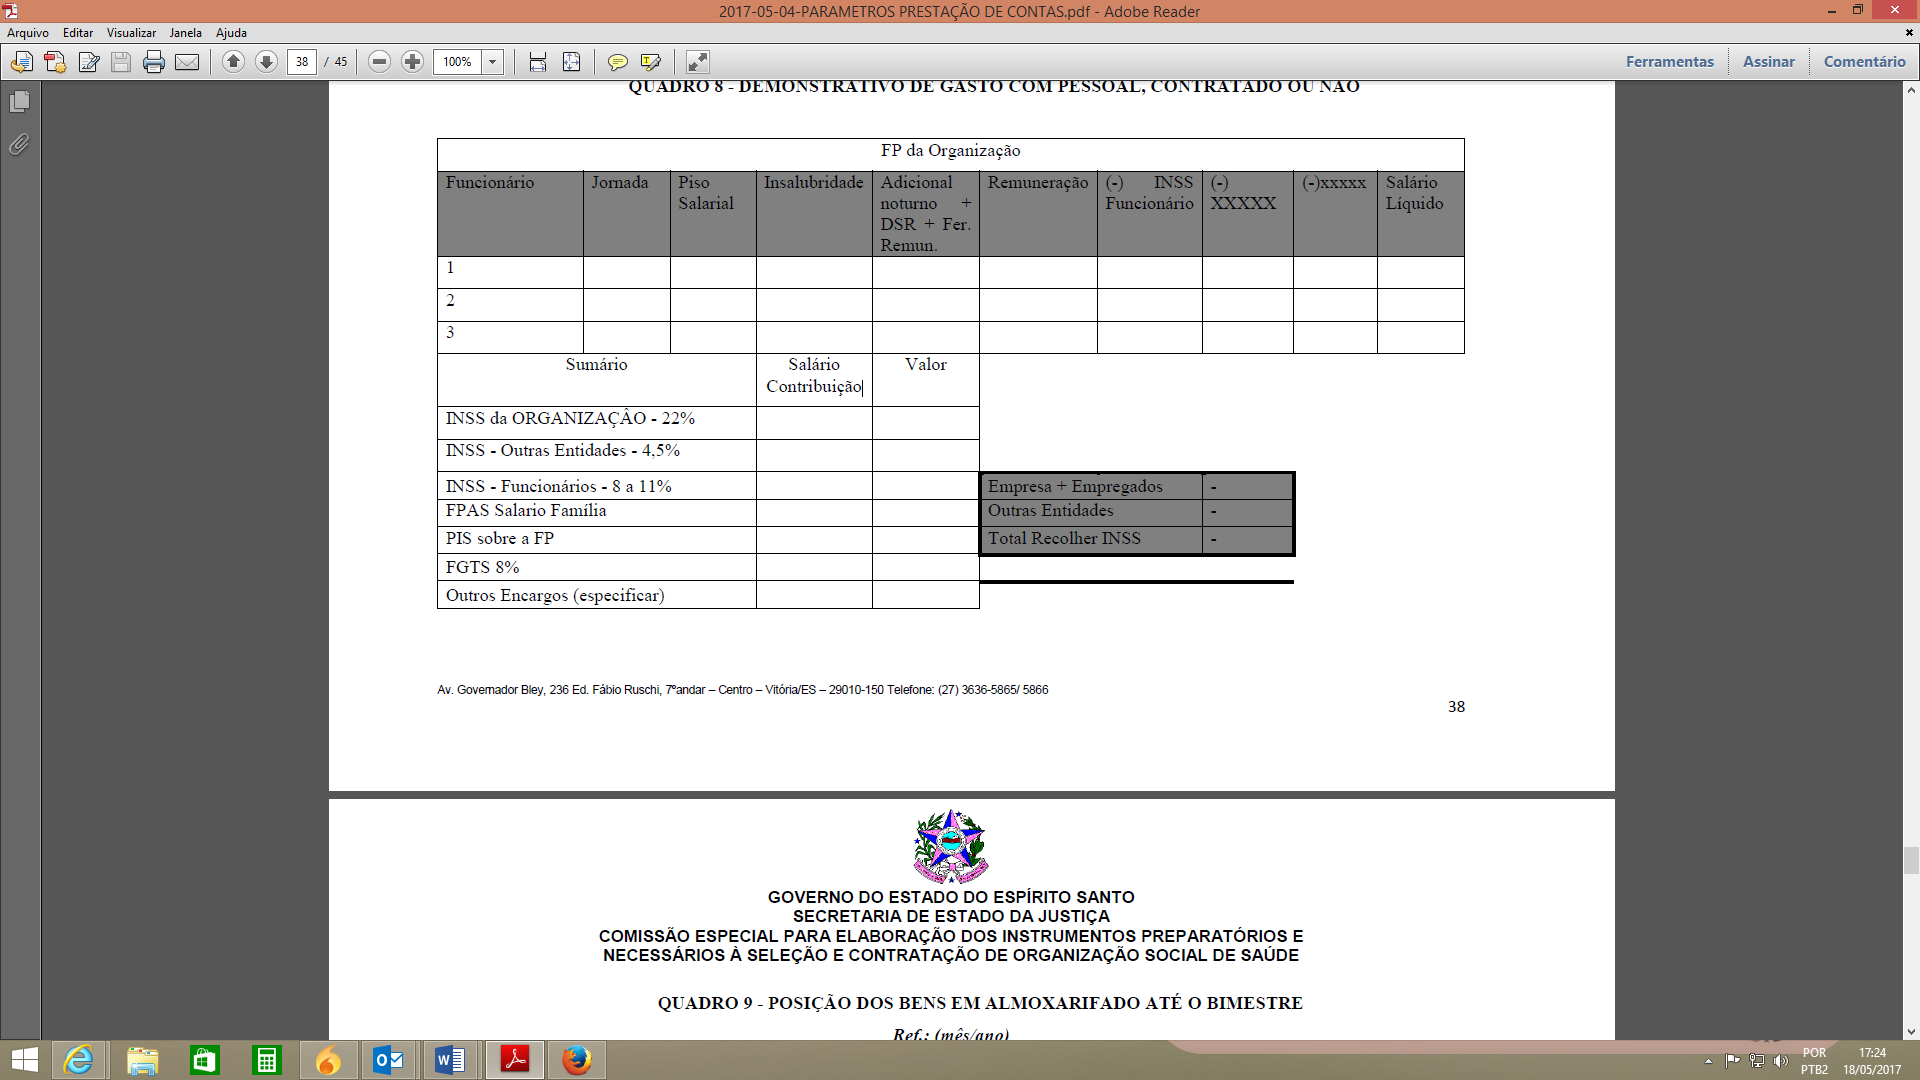 2017-05-04-PARAMETROS PRESTAÇÃO DE CONTAS.pdf - Adobe Reader
Arquivo Editar Visualizar Janela Ajuda
38 / 45 100% Ferramentas Assinar Comentário
QUADRO 8 - DEMONSTRATIVO DE GASTO COM PESSOAL, CONTRATADO OU NÃO
FP da Organização
Funcionário Jornada Piso Salarial Insalubridade Adicional noturno + DSR + Fer. Remun. Remuneração (-) INSS Funcionário (-) XXXXX (-)xxxxx Salário Líquido
1
2
3
Sumário Salário Contribuição Valor
INSS da ORGANIZAÇÂO - 22%
INSS - Outras Entidades - 4,5%
INSS - Funcionários - 8 a 11% Empresa + Empregados -
FPAS Salario Família Outras Entidades -
PIS sobre a FP Total Recolher INSS -
FGTS 8%
Outros Encargos (especificar)
Av. Governador Bley, 236 Ed. Fábio Ruschi, 7ºandar – Centro – Vitória/ES – 29010-150 Telefone: (27) 3636-5865/ 5866
38
GOVERNO DO ESTADO DO ESPÍRITO SANTO
SECRETARIA DE ESTADO DA JUSTIÇA
COMISSÃO ESPECIAL PARA ELABORAÇÃO DOS INSTRUMENTOS PREPARATÓRIOS E
NECESSÁRIOS À SELEÇÃO E CONTRATAÇÃO DE ORGANIZAÇÃO SOCIAL DE SAÚDE
QUADRO 9 - POSIÇÃO DOS BENS EM ALMOXARIFADO ATÉ O BIMESTRE
Ref.: (mês/ano)
POR 17:24
PTB2 18/05/2017